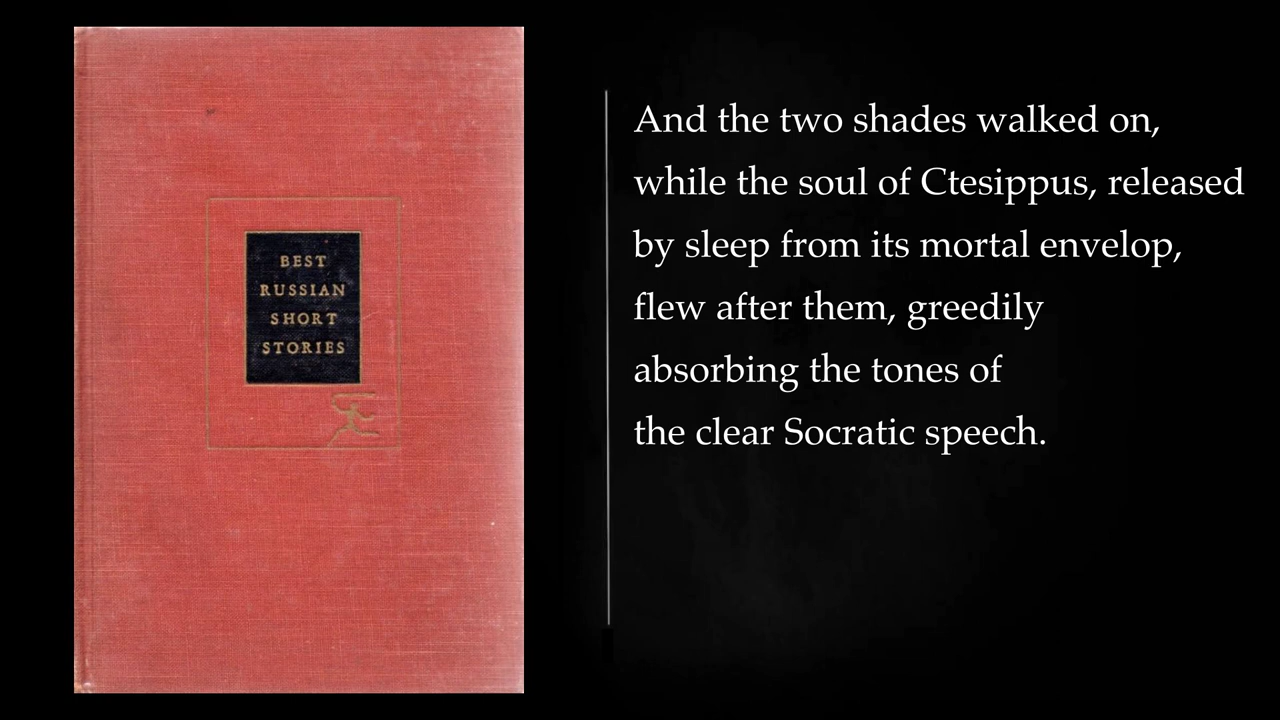 BEST
RUSSIAN
SHORT
STORIES
And the two shades walked on,
while the soul of Ctesippus, released
by sleep from its mortal envelop,
flew after them, greedily
absorbing the tones of
the clear Socratic speech.